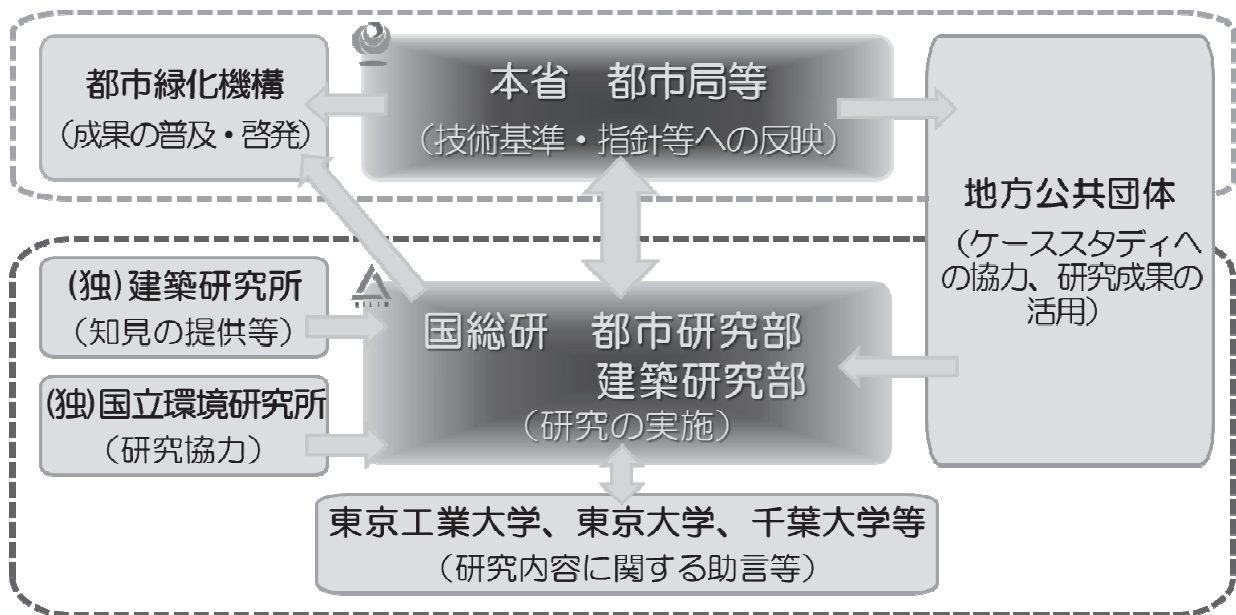 都市緑化機構
(成果の普及・啓発)
本省 都市局等
(技術基準・指針等への反映)
地方公共団体
(ケーススタディへ
の協力、研究成果の
活用)
(独)建築研究所
(知見の提供等)
NILIM
国総研 都市研究部
建築研究部
(研究の実施)
(独)国立環境研究所
(研究協力)
東京工業大学、東京大学、千葉大学等
(研究内容に関する助言等)